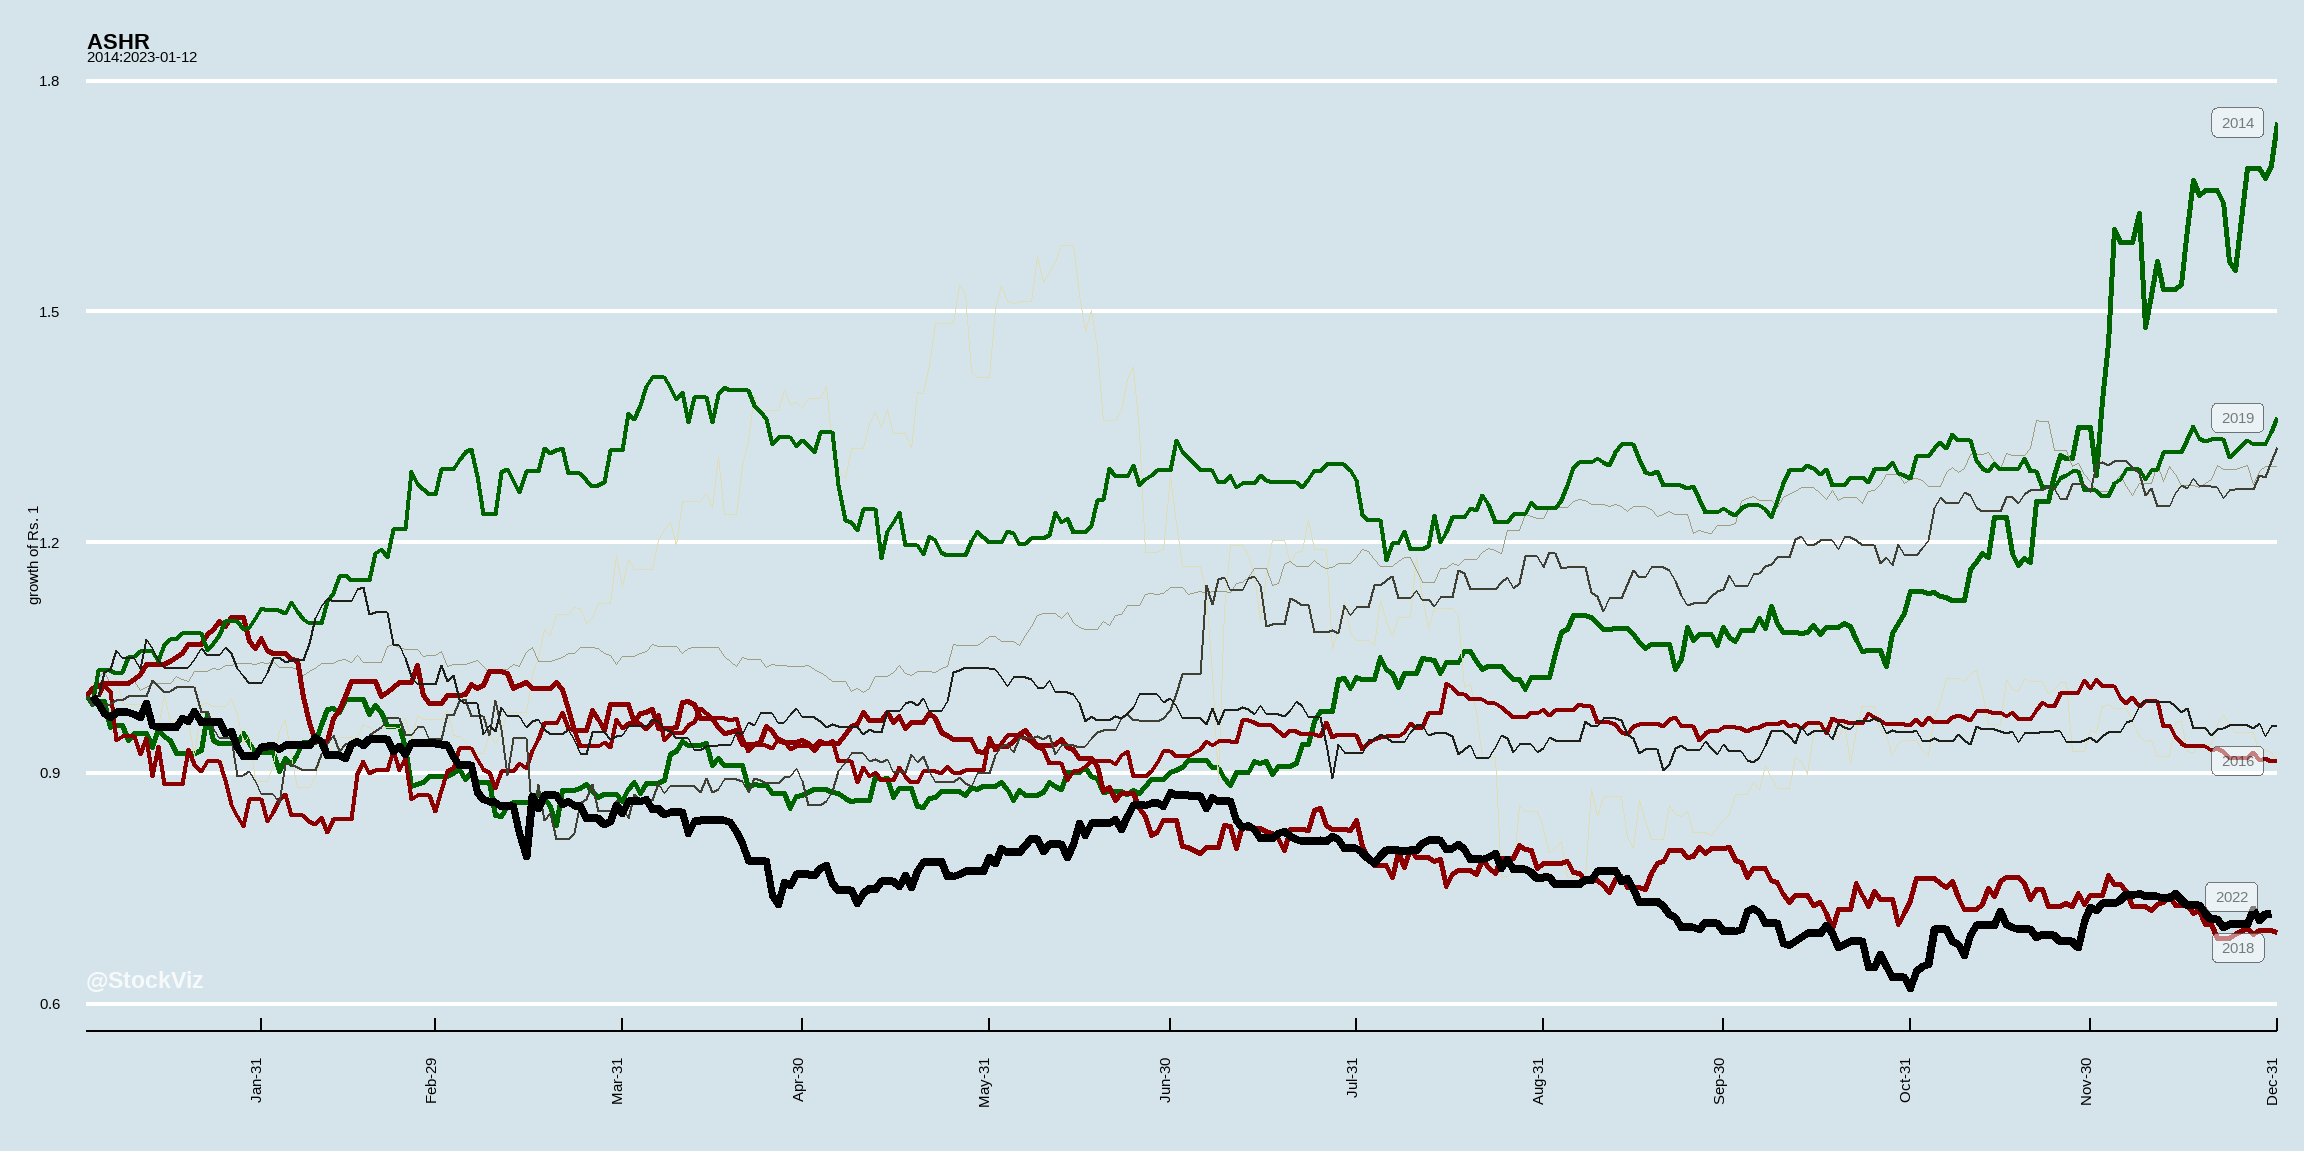 ASHR
2014:2023-01-12
1.8
1.5
1.2
0.9
0.6
growth of Rs. 1
2014
2019
2016
2022
2018
@StockViz
Jan-31
Feb-29
Mar-31
Apr-30
May-31
Jun-30
Jul-31
Aug-31
Sep-30
Oct-31
Nov-30
Dec-31